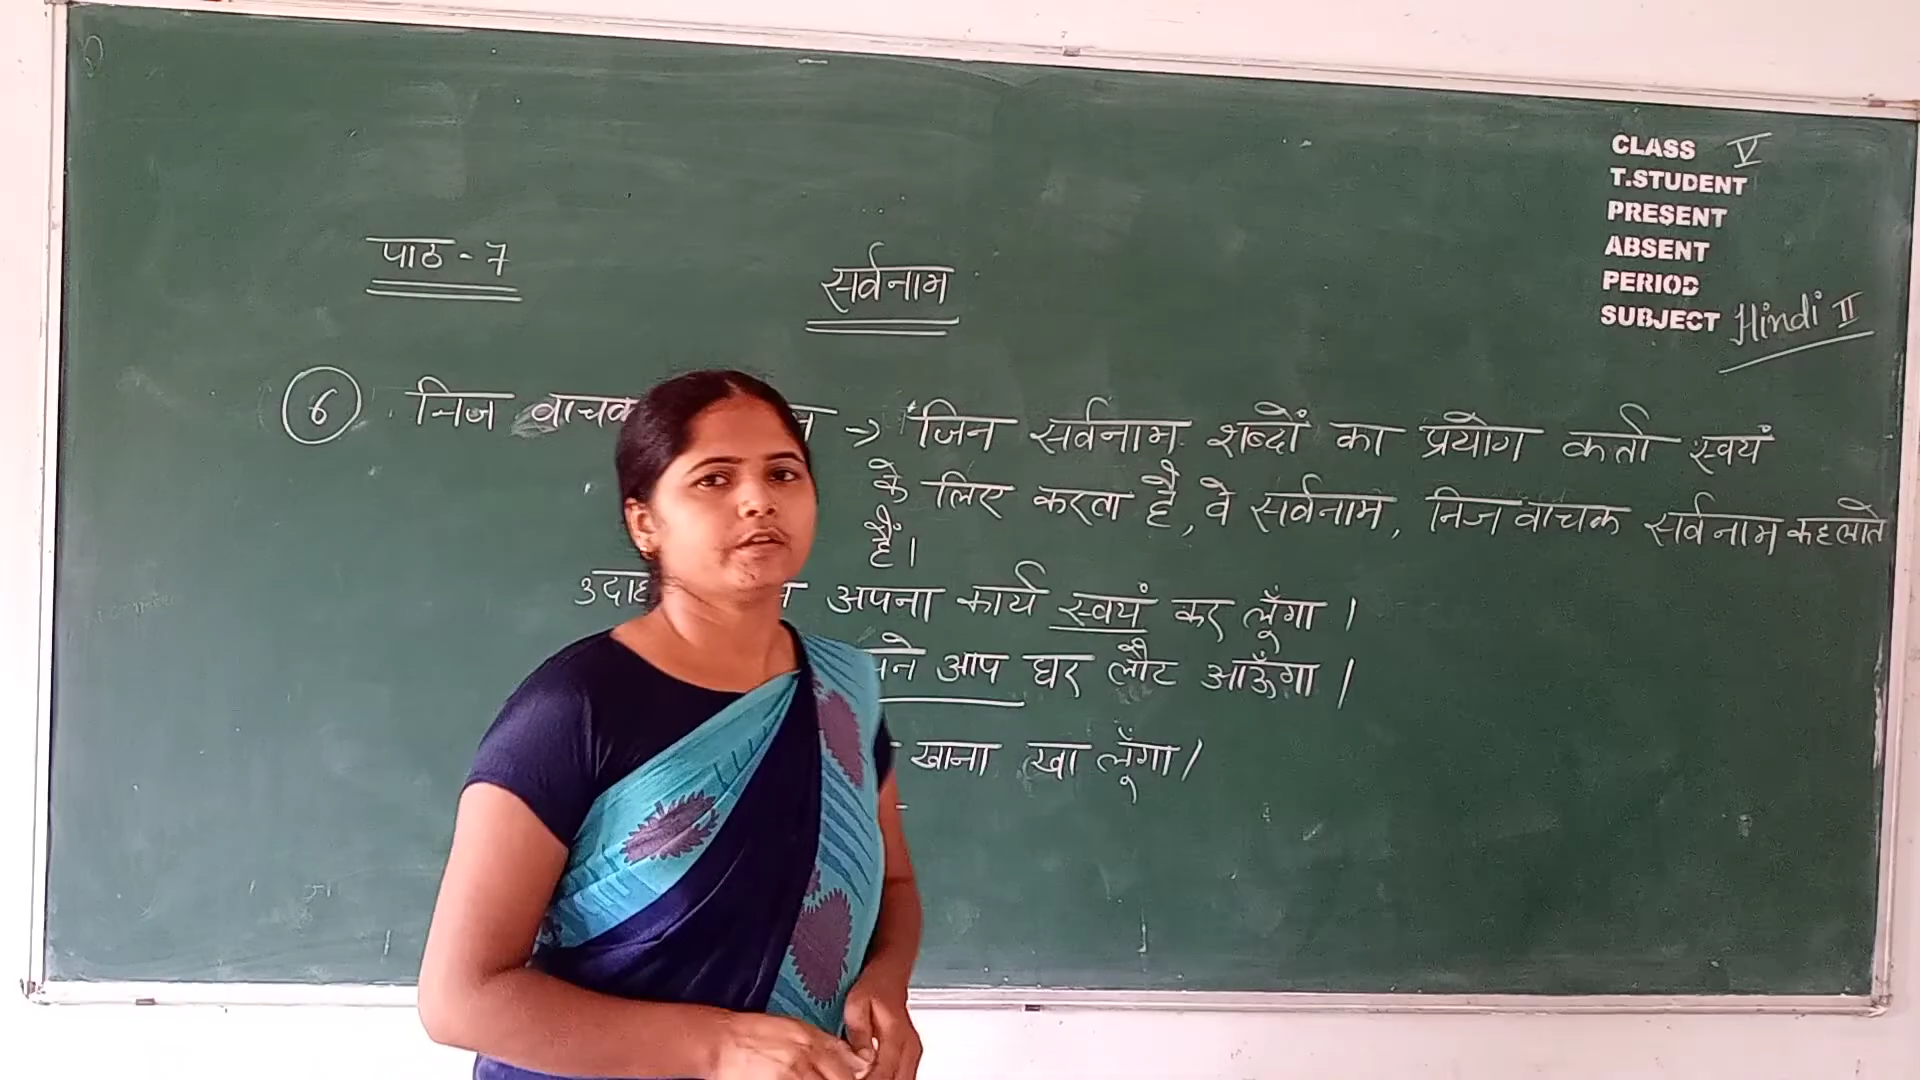 CLASS V
T.STUDENT
PRESENT
ABSENT
PERIOD
SUBJECT Hindi II
पाठ - 7
सर्वनाम
6 निज वाचक → जिन सर्वनाम शब्दों का प्रयोग कर्ता स्वयं
के लिए करता है, वे सर्वनाम, निज वाचक सर्वनाम कहलाते
हैं।
अपना कार्य स्वयं कर लूँगा ।
आप घर लौट आऊँगा ।
खाना खा लूँगा ।